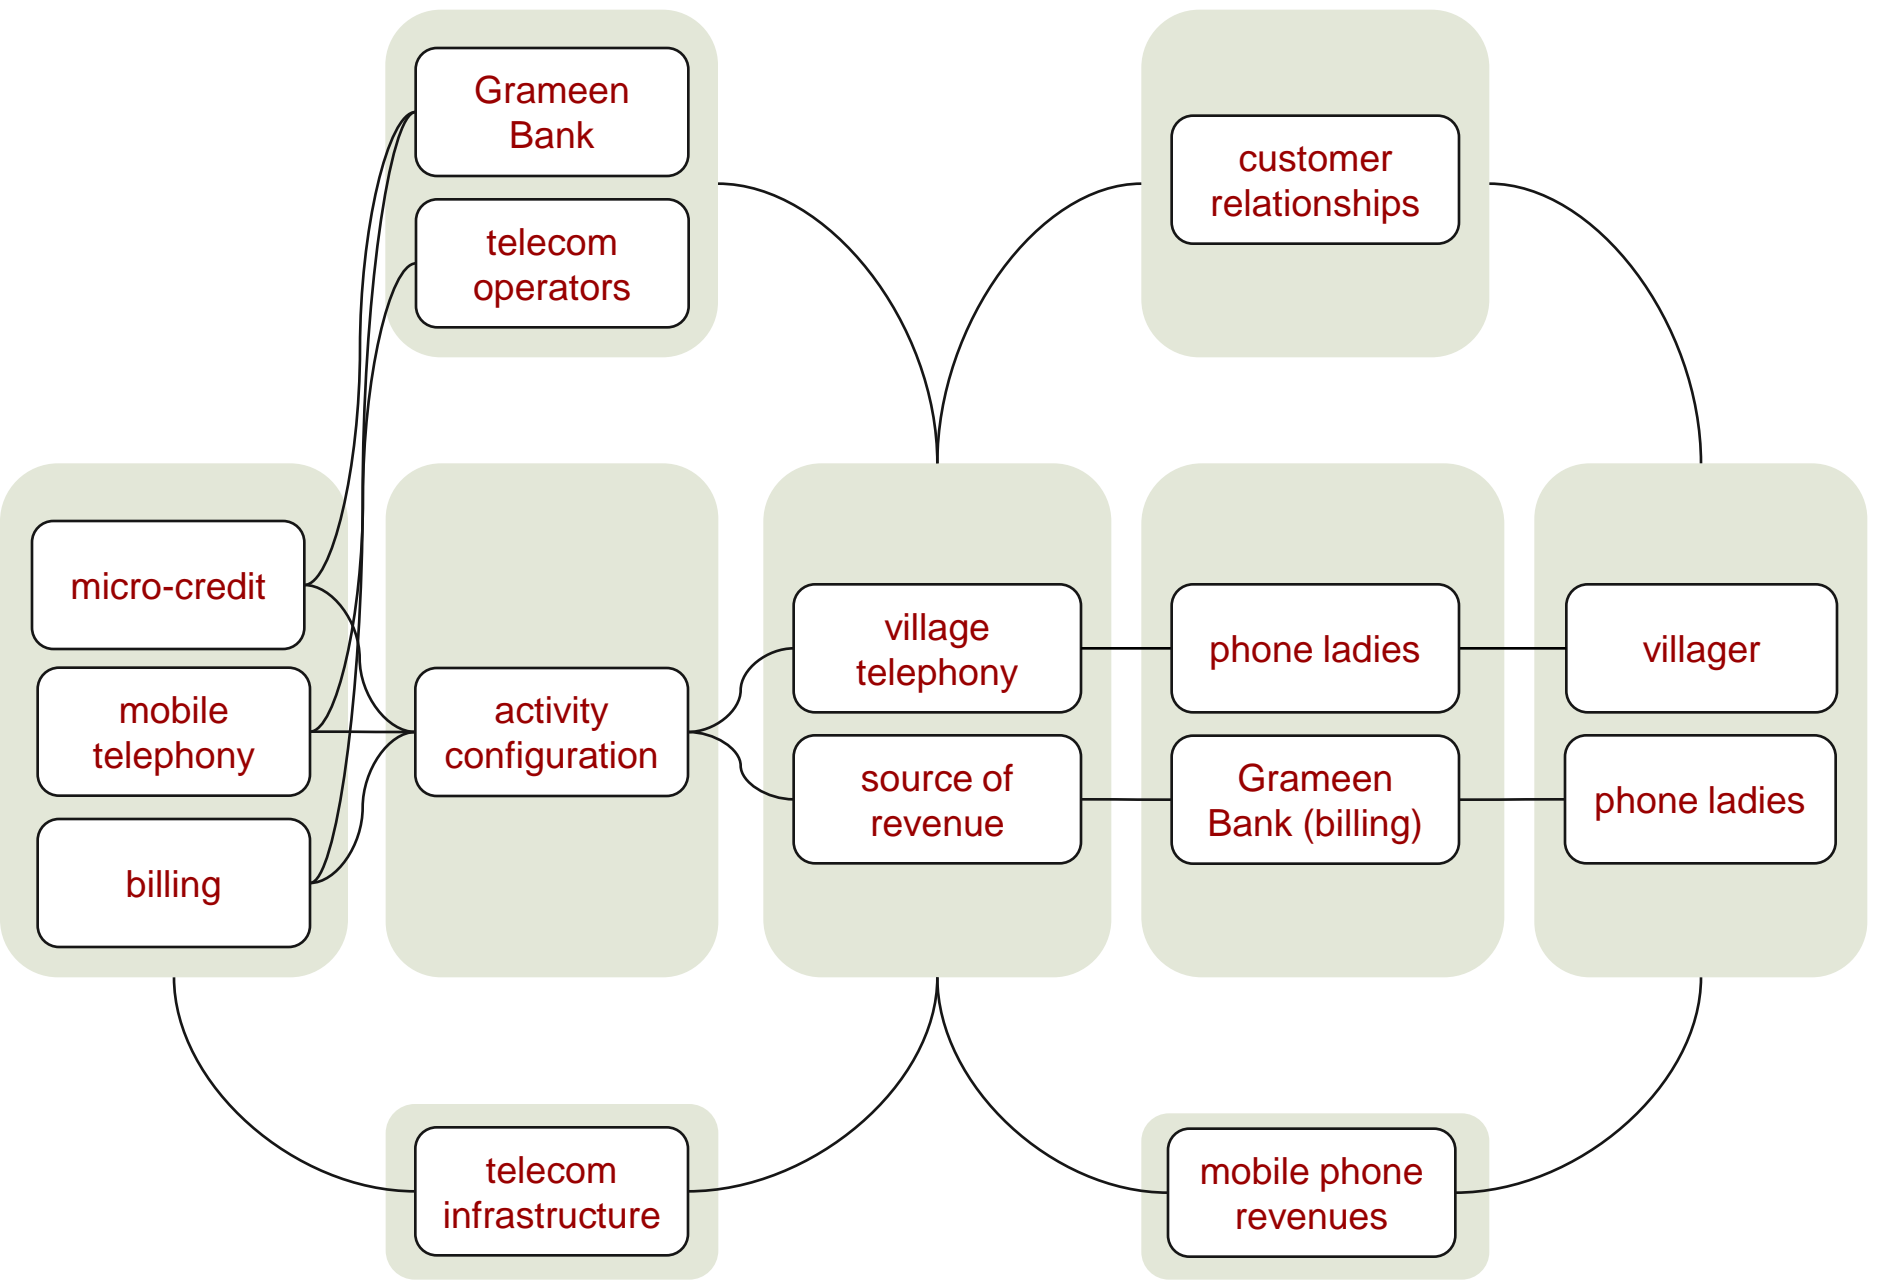 Grameen
Bank
telecom
operators
customer
relationships
micro-credit
mobile
telephony
billing
activity
configuration
village
telephony
source of
revenue
phone ladies
Grameen
Bank (billing)
villager
phone ladies
telecom
infrastructure
mobile phone
revenues